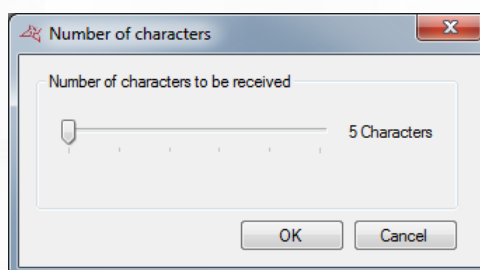 Number of characters
Number of characters to be received
5 Characters
OK
Cancel